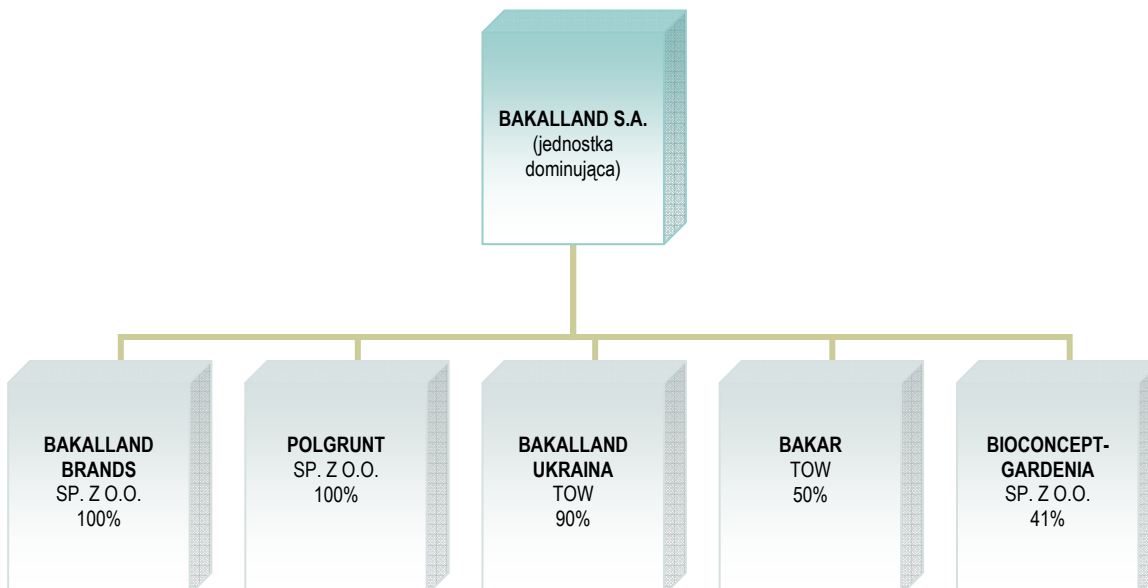 BAKALLAND S.A.
(jednostka
dominująca)
BAKALLAND
BRANDS
SP. Z O.O.
100%
POLGRUNT
SP. Z O.O.
100%
BAKALLAND
UKRAINA
TOW
90%
BAKAR
TOW
50%
BIOCONCEPT-
GARDENIA
SP. Z O.O.
41%